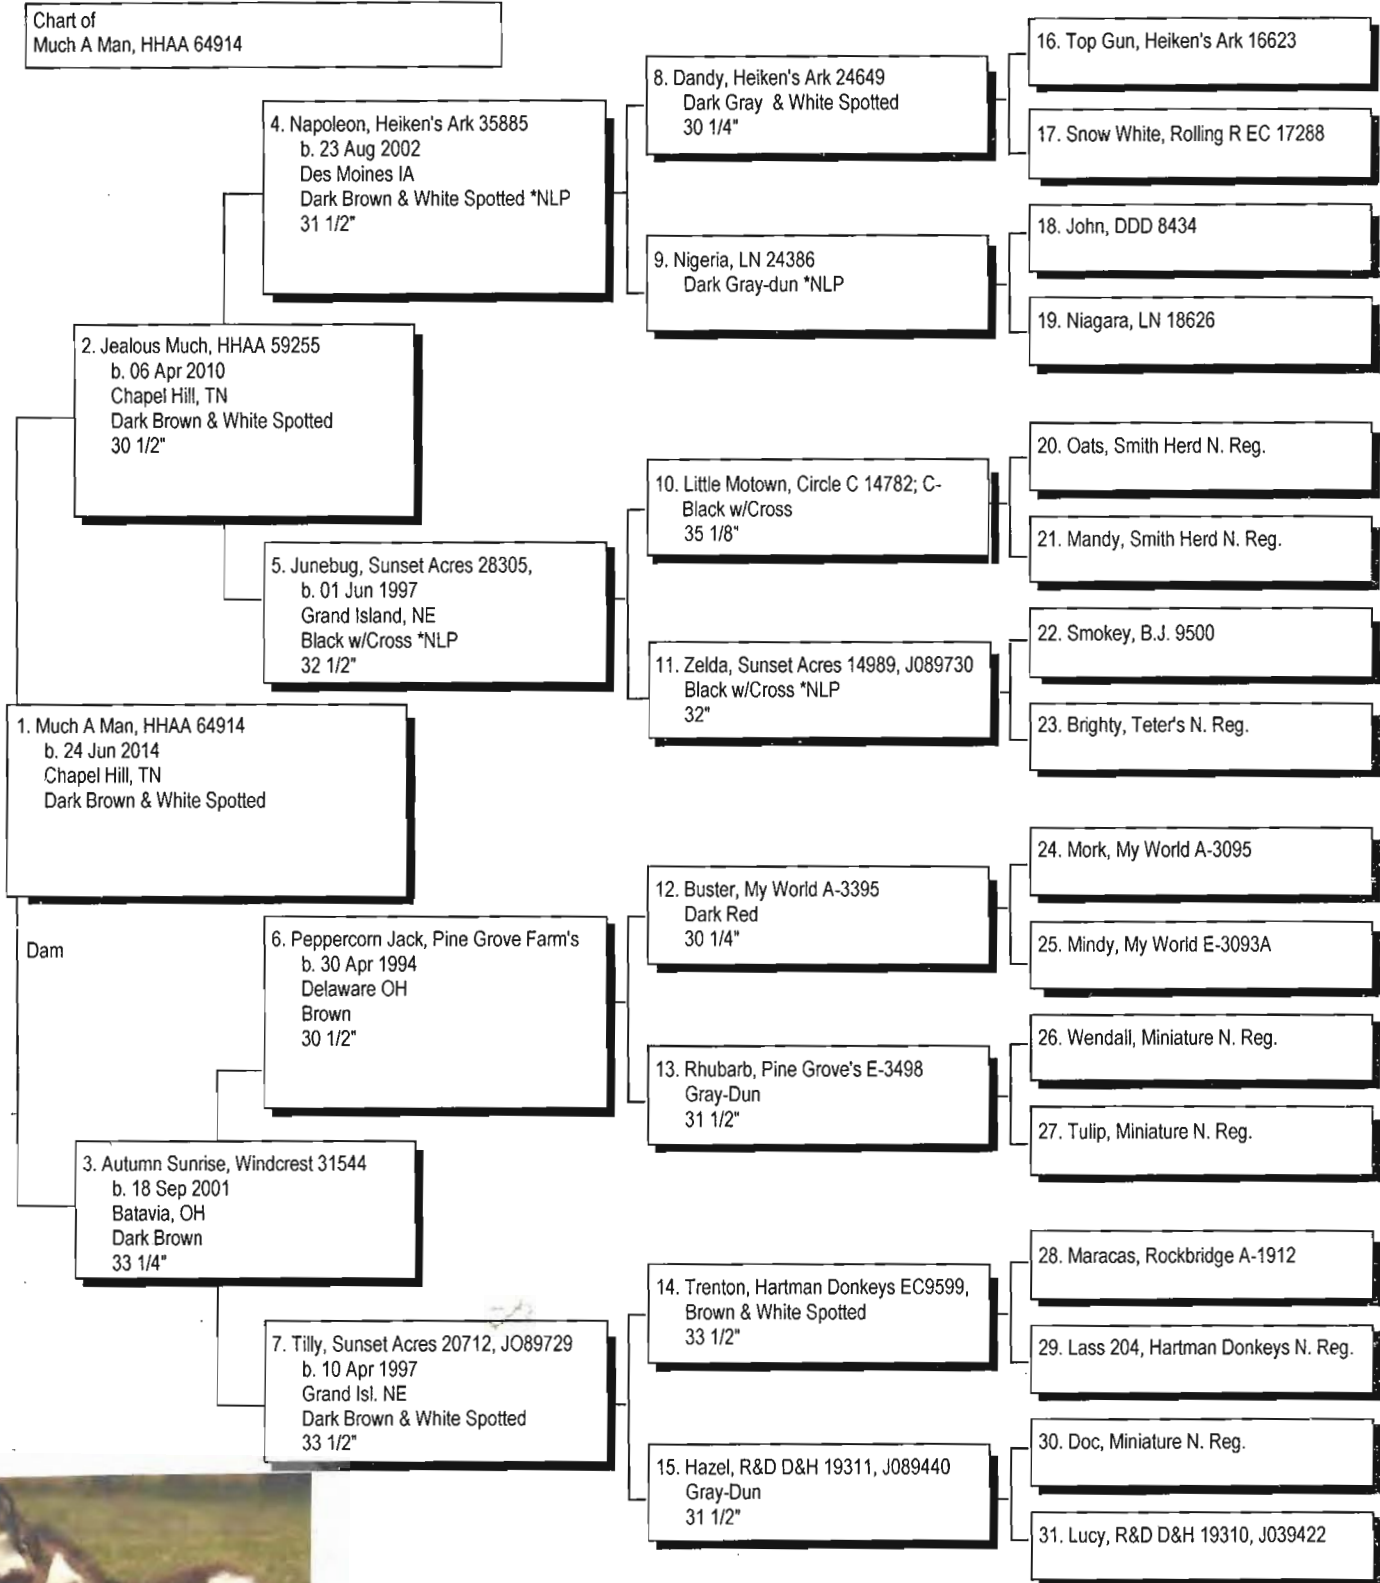 Chart of
Much A Man, HHAA 64914
1. Much A Man, HHAA 64914
b. 24 Jun 2014
Chapel Hill, TN
Dark Brown & White Spotted
Dam
2. Jealous Much, HHAA 59255
b. 06 Apr 2010
Chapel Hill, TN
Dark Brown & White Spotted
30 1/2"
3. Autumn Sunrise, Windcrest 31544
b. 18 Sep 2001
Batavia, OH
Dark Brown
33 1/4"
4. Napoleon, Heiken's Ark 35885
b. 23 Aug 2002
Des Moines IA
Dark Brown & White Spotted *NLP
31 1/2"
5. Junebug, Sunset Acres 28305,
b. 01 Jun 1997
Grand Island, NE
Black w/Cross *NLP
32 1/2"
6. Peppercorn Jack, Pine Grove Farm's
b. 30 Apr 1994
Delaware OH
Brown
30 1/2"
7. Tilly, Sunset Acres 20712, JO89729
b. 10 Apr 1997
Grand Isl. NE
Dark Brown & White Spotted
33 1/2"
8. Dandy, Heiken's Ark 24649
Dark Gray & White Spotted
30 1/4"
9. Nigeria, LN 24386
Dark Gray-dun *NLP
10. Little Motown, Circle C 14782; C-
Black w/Cross
35 1/8"
11. Zelda, Sunset Acres 14989, J089730
Black w/Cross *NLP
32"
12. Buster, My World A-3395
Dark Red
30 1/4"
13. Rhubarb, Pine Grove's E-3498
Gray-Dun
31 1/2"
14. Trenton, Hartman Donkeys EC9599,
Brown & White Spotted
33 1/2"
15. Hazel, R&D D&H 19311, J089440
Gray-Dun
31 1/2"
16. Top Gun, Heiken's Ark 16623
17. Snow White, Rolling R EC 17288
18. John, DDD 8434
19. Niagara, LN 18626
20. Oats, Smith Herd N. Reg.
21. Mandy, Smith Herd N. Reg.
22. Smokey, B.J. 9500
23. Brighty, Teter's N. Reg.
24. Mork, My World A-3095
25. Mindy, My World E-3093A
26. Wendall, Miniature N. Reg.
27. Tulip, Miniature N. Reg.
28. Maracas, Rockbridge A-1912
29. Lass 204, Hartman Donkeys N. Reg.
30. Doc, Miniature N. Reg.
31. Lucy, R&D D&H 19310, J039422